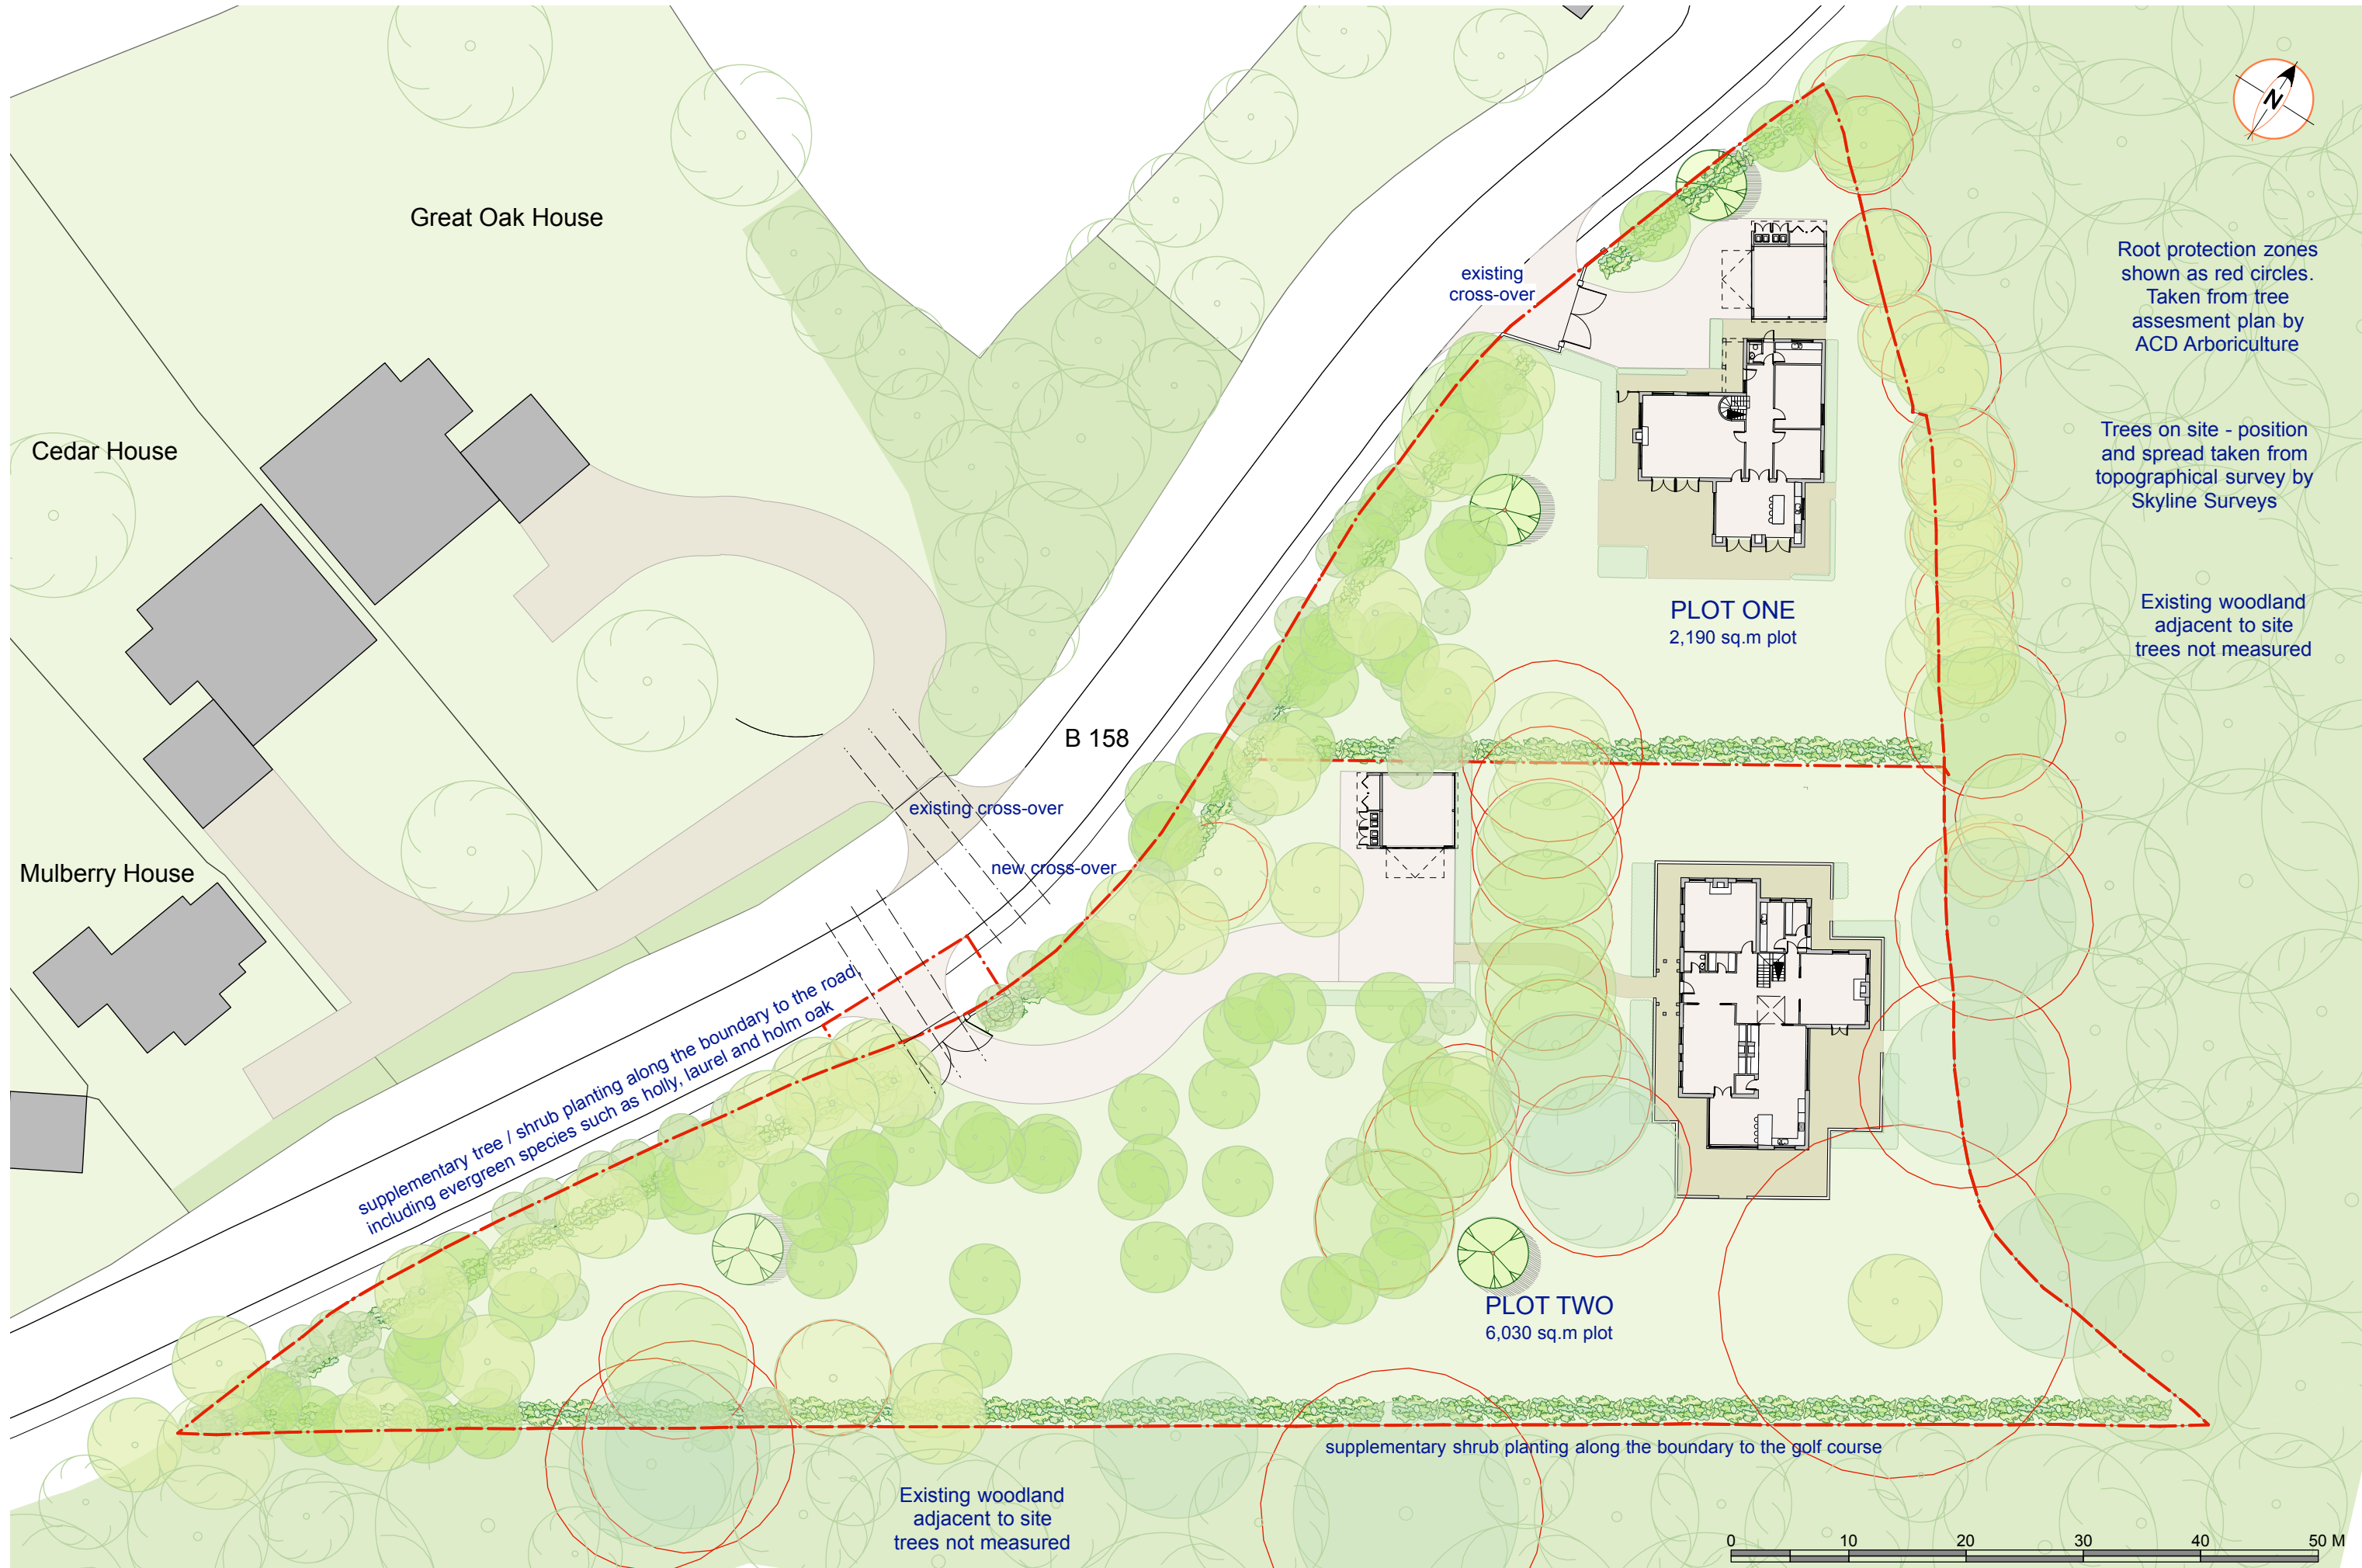 N
Great Oak House
Root protection zones
shown as red circles.
Taken from tree
assesment plan by
ACD Arboriculture
existing
cross-over
Cedar House
Trees on site - position
and spread taken from
topographical survey by
Skyline Surveys
PLOT ONE
2,190 sq.m plot
Existing woodland
adjacent to site
trees not measured
B 158
existing cross-over
new cross-over
Mulberry House
supplementary tree / shrub planting along the boundary to the road,
including evergreen species such as holly, laurel and holm oak
PLOT TWO
6,030 sq.m plot
supplementary shrub planting along the boundary to the golf course
Existing woodland
adjacent to site
trees not measured
0 10 20 30 40 50 M